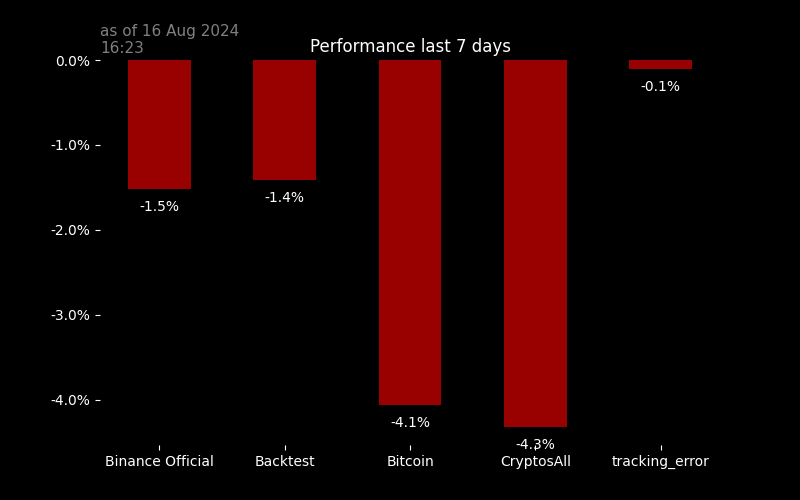 as of 16 Aug 2024
16:23
Performance last 7 days
0.0%
-1.0%
-2.0%
-3.0%
-4.0%
-1.5%
-1.4%
-4.1%
-4.3%
-0.1%
Binance Official
Backtest
Bitcoin
CryptosAll
tracking_error